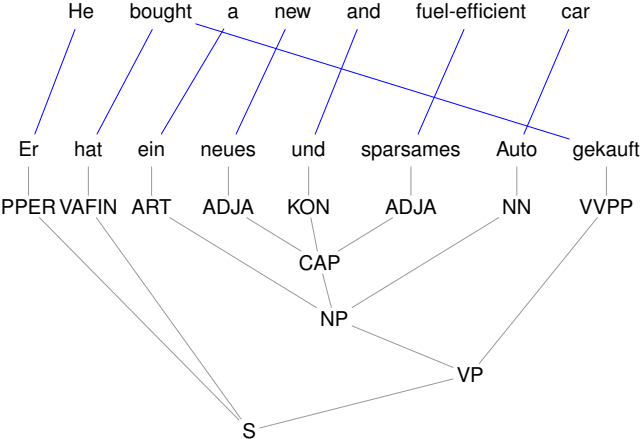 He bought a new and fuel-efficient car
Er hat ein neues und sparsames Auto gekauft
PPER VAFIN ART ADJA KON ADJA NN VVPP
CAP
NP
VP
S